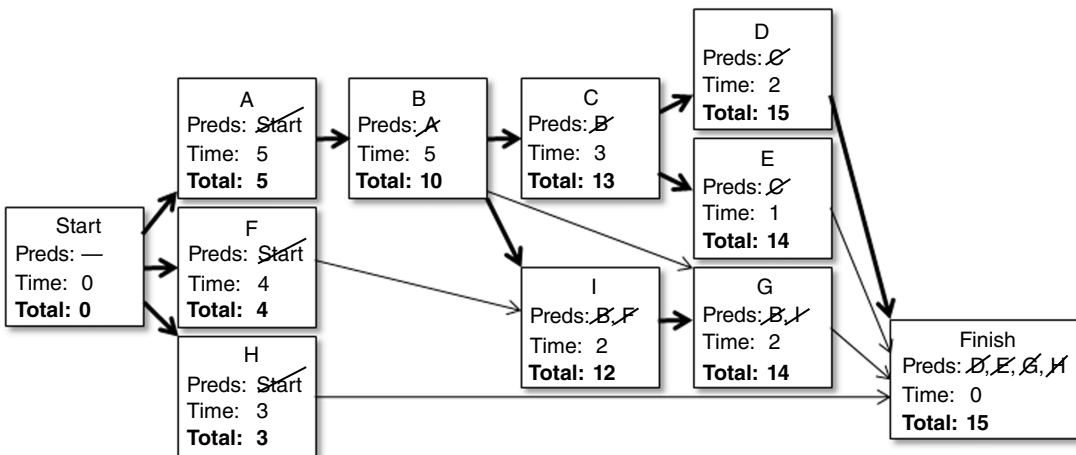 Start
Preds: —
Time: 0
Total: 0
A
Preds: Start
Time: 5
Total: 5
F
Preds: Start
Time: 4
Total: 4
H
Preds: Start
Time: 3
Total: 3
B
Preds: A
Time: 5
Total: 10
C
Preds: B
Time: 3
Total: 13
I
Preds: B, F
Time: 2
Total: 12
D
Preds: C
Time: 2
Total: 15
E
Preds: C
Time: 1
Total: 14
G
Preds: B, I
Time: 2
Total: 14
Finish
Preds: D, E, G, H
Time: 0
Total: 15